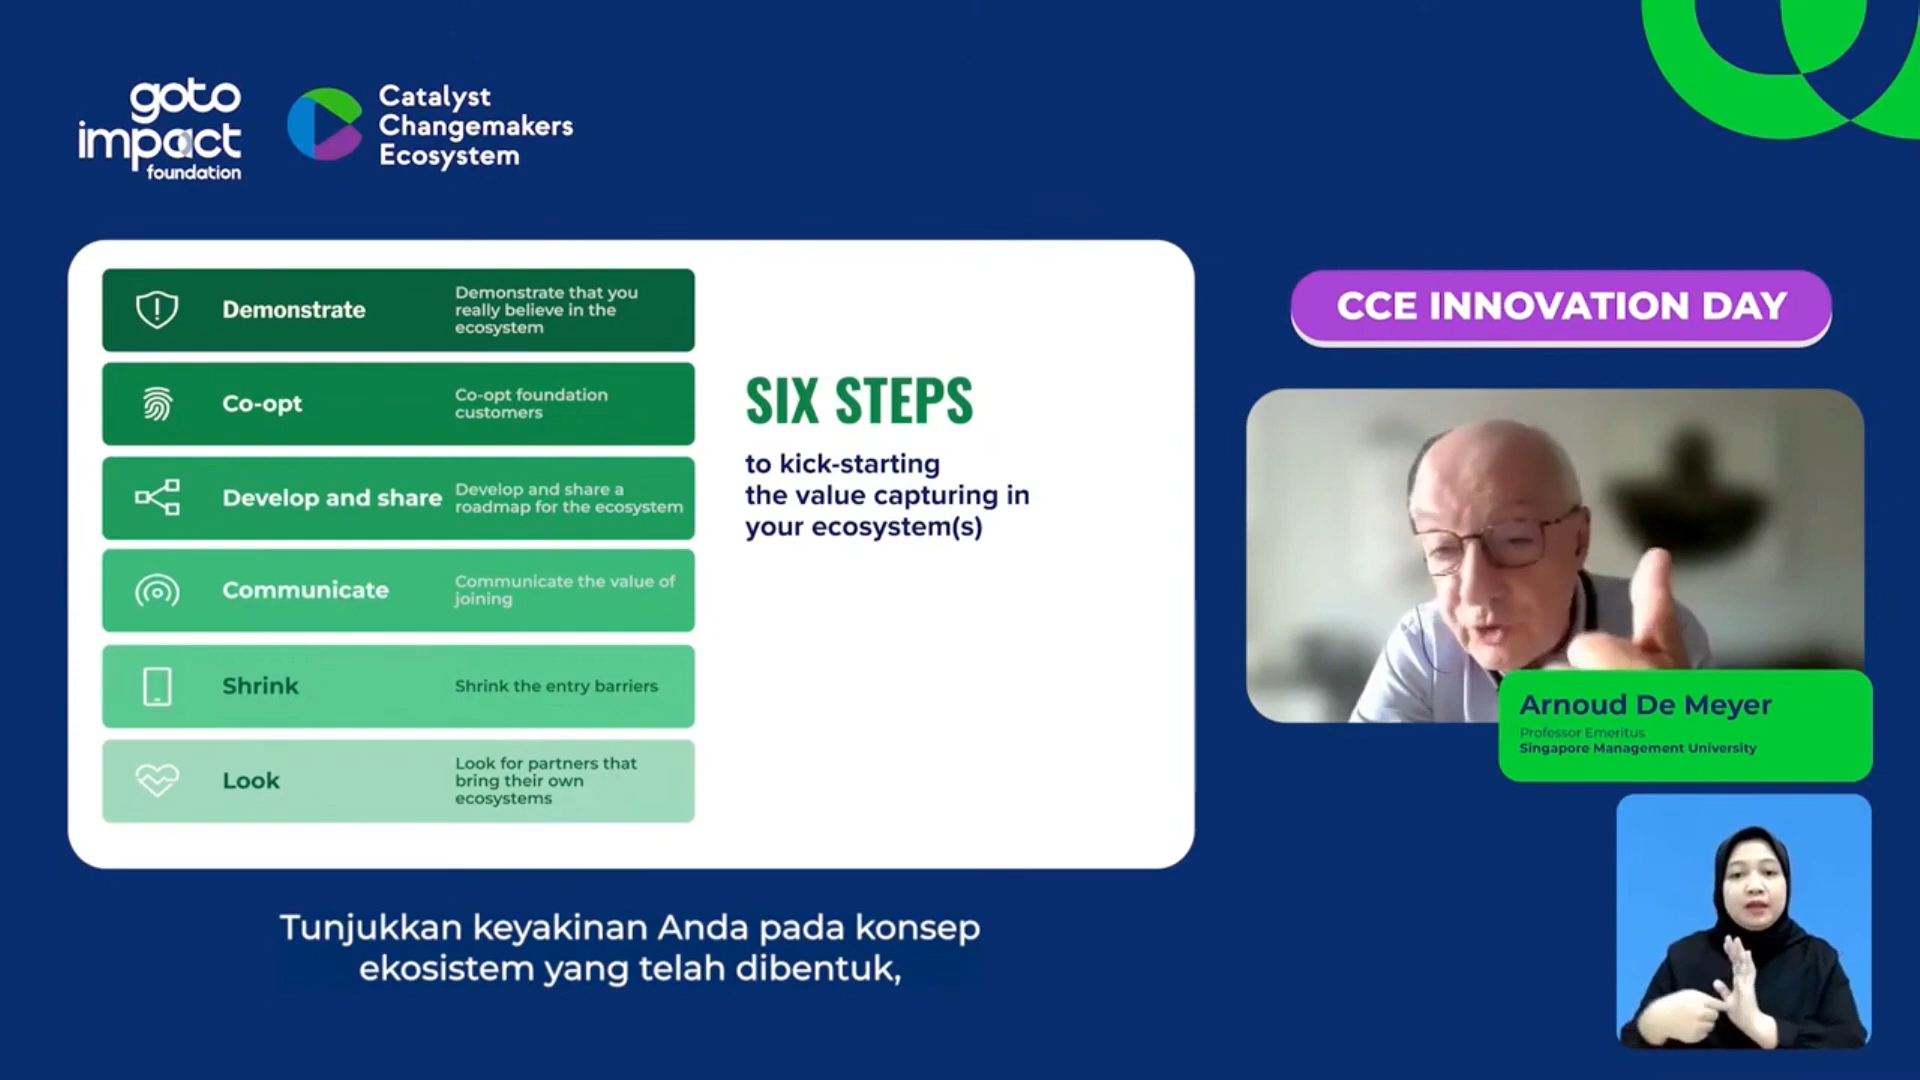 goto
impact
foundation
Catalyst
Changemakers
Ecosystem
Demonstrate
Demonstrate that you
really believe in the
ecosystem
Co-opt
Co-opt foundation
customers
Develop and share
Develop and share a
roadmap for the ecosystem
Communicate
Communicate the value of
joining
Shrink
Shrink the entry barriers
Look
Look for partners that
bring their own
ecosystems
SIX STEPS
to kick-starting
the value capturing in
your ecosystem(s)
CCE INNOVATION DAY
Arnoud De Meyer
Professor Emeritus
Singapore Management University
Tunjukkan keyakinan Anda pada konsep
ekosistem yang telah dibentuk,